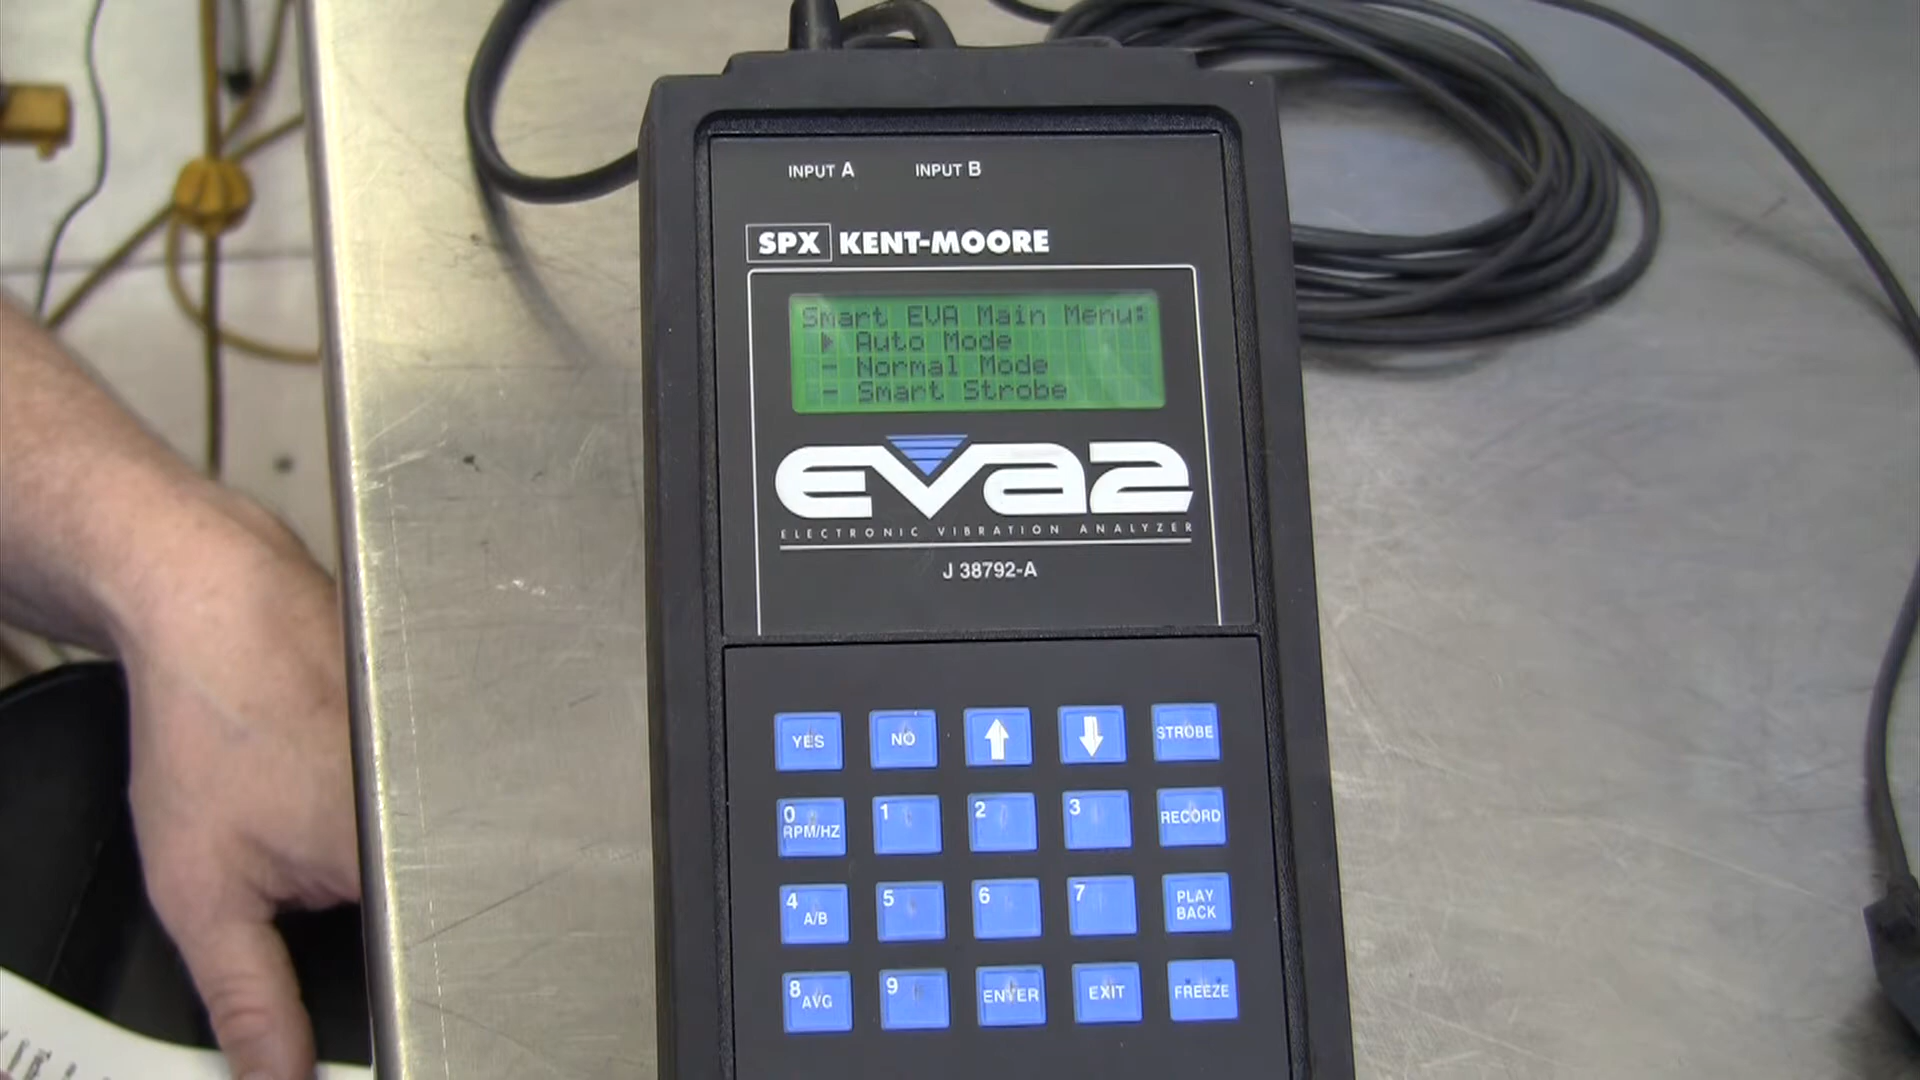 INPUT A INPUT B
SPX KENT-MOORE
Smart EVA Main Menu:
Auto Mode
- Normal Mode
- Smart Strobe
eva2
ELECTRONIC VIBRATION ANALYZER
J 38792-A
YES NO STROBE
0 RPM/HZ 1 2 3 RECORD
4 A/B 5 6 7 PLAY BACK
8 AVG 9 ENTER EXIT FREEZE